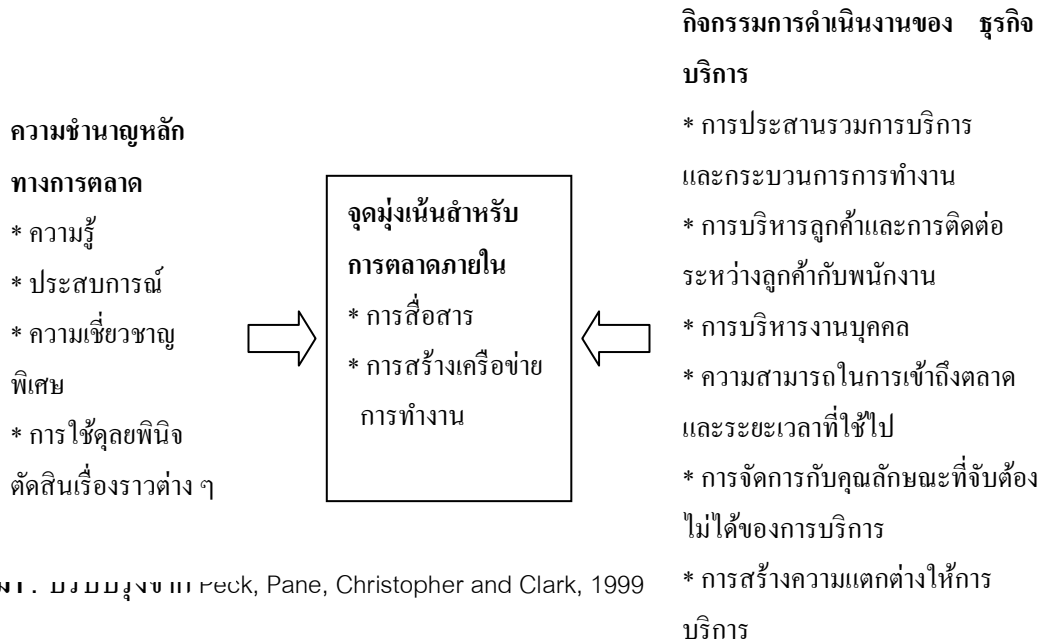 ความชำนาญหลัก
ทางการตลาด
* ความรู้
* ประสบการณ์
* ความเชี่ยวชาญ
พิเศษ
* การใช้ดุลยพินิจ
ตัดสินเรื่องราวต่าง ๆ
จุดมุ่งเน้นสำหรับ
การตลาดภายใน
* การสื่อสาร
* การสร้างเครือข่าย
การทำงาน
กิจกรรมการดำเนินงานของ ธุรกิจ
บริการ
* การประสานรวมการบริการ
และกระบวนการการทำงาน
* การบริหารลูกค้าและการติดต่อ
ระหว่างลูกค้ากับพนักงาน
* การบริหารงานบุคคล
* ความสามารถในการเข้าถึงตลาด
และระยะเวลาที่ใช้ไป
* การจัดการกับคุณลักษณะที่จับต้อง
ไม่ได้ของการบริการ
* การสร้างความแตกต่างให้การ
บริการ
Peck, Pane, Christopher and Clark, 1999